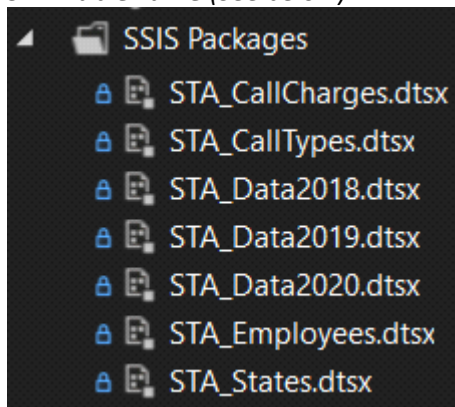 SSIS Packages
STA_CallCharges.dtsx
STA_CallTypes.dtsx
STA_Data2018.dtsx
STA_Data2019.dtsx
STA_Data2020.dtsx
STA_Employees.dtsx
STA_States.dtsx